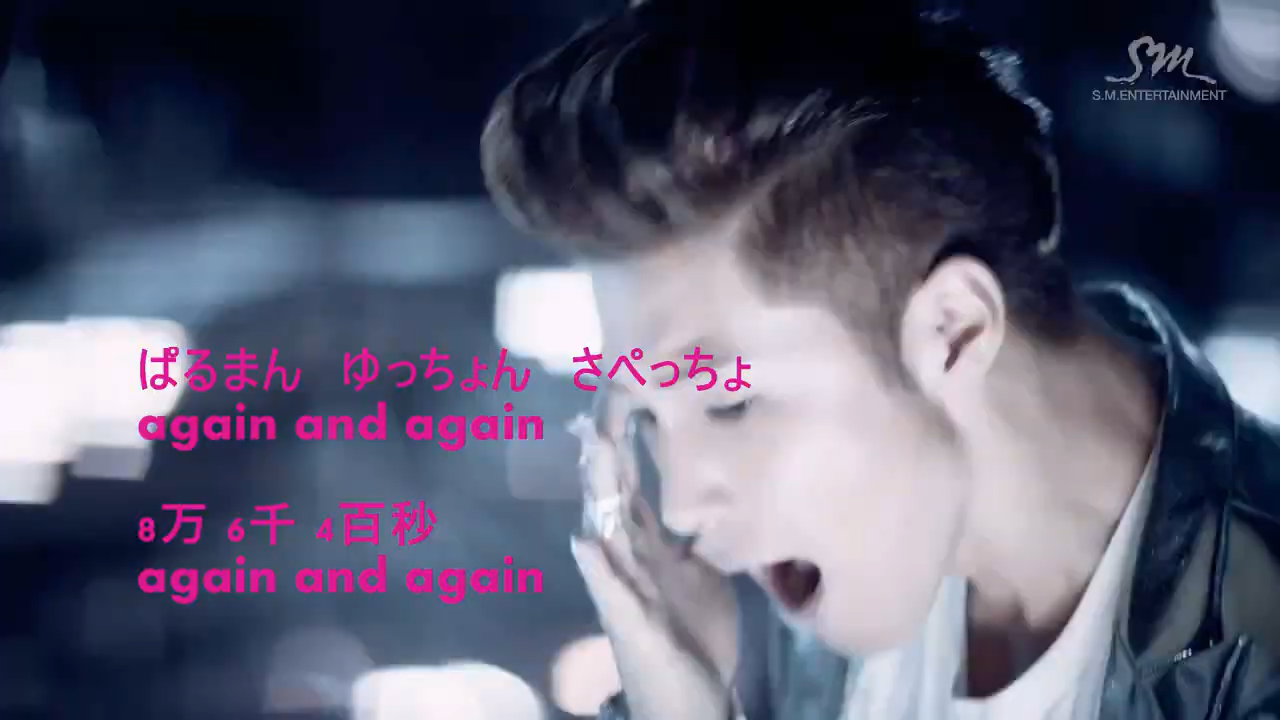 SM
S.M.ENTERTAINMENT
ぱるまん　ゆっちょん　さぺっちょ
again and again
8万 6千 4百秒
again and again